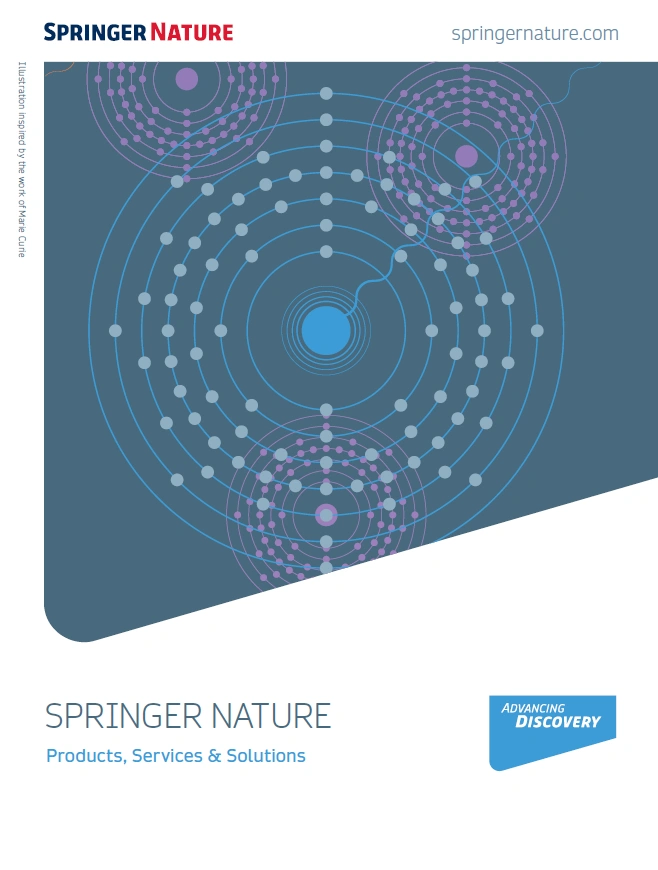 SPRINGER NATURE
springernature.com
Illustration inspired by the work of Marie Curie
SPRINGER NATURE
Products, Services & Solutions
ADVANCING
DISCOVERY